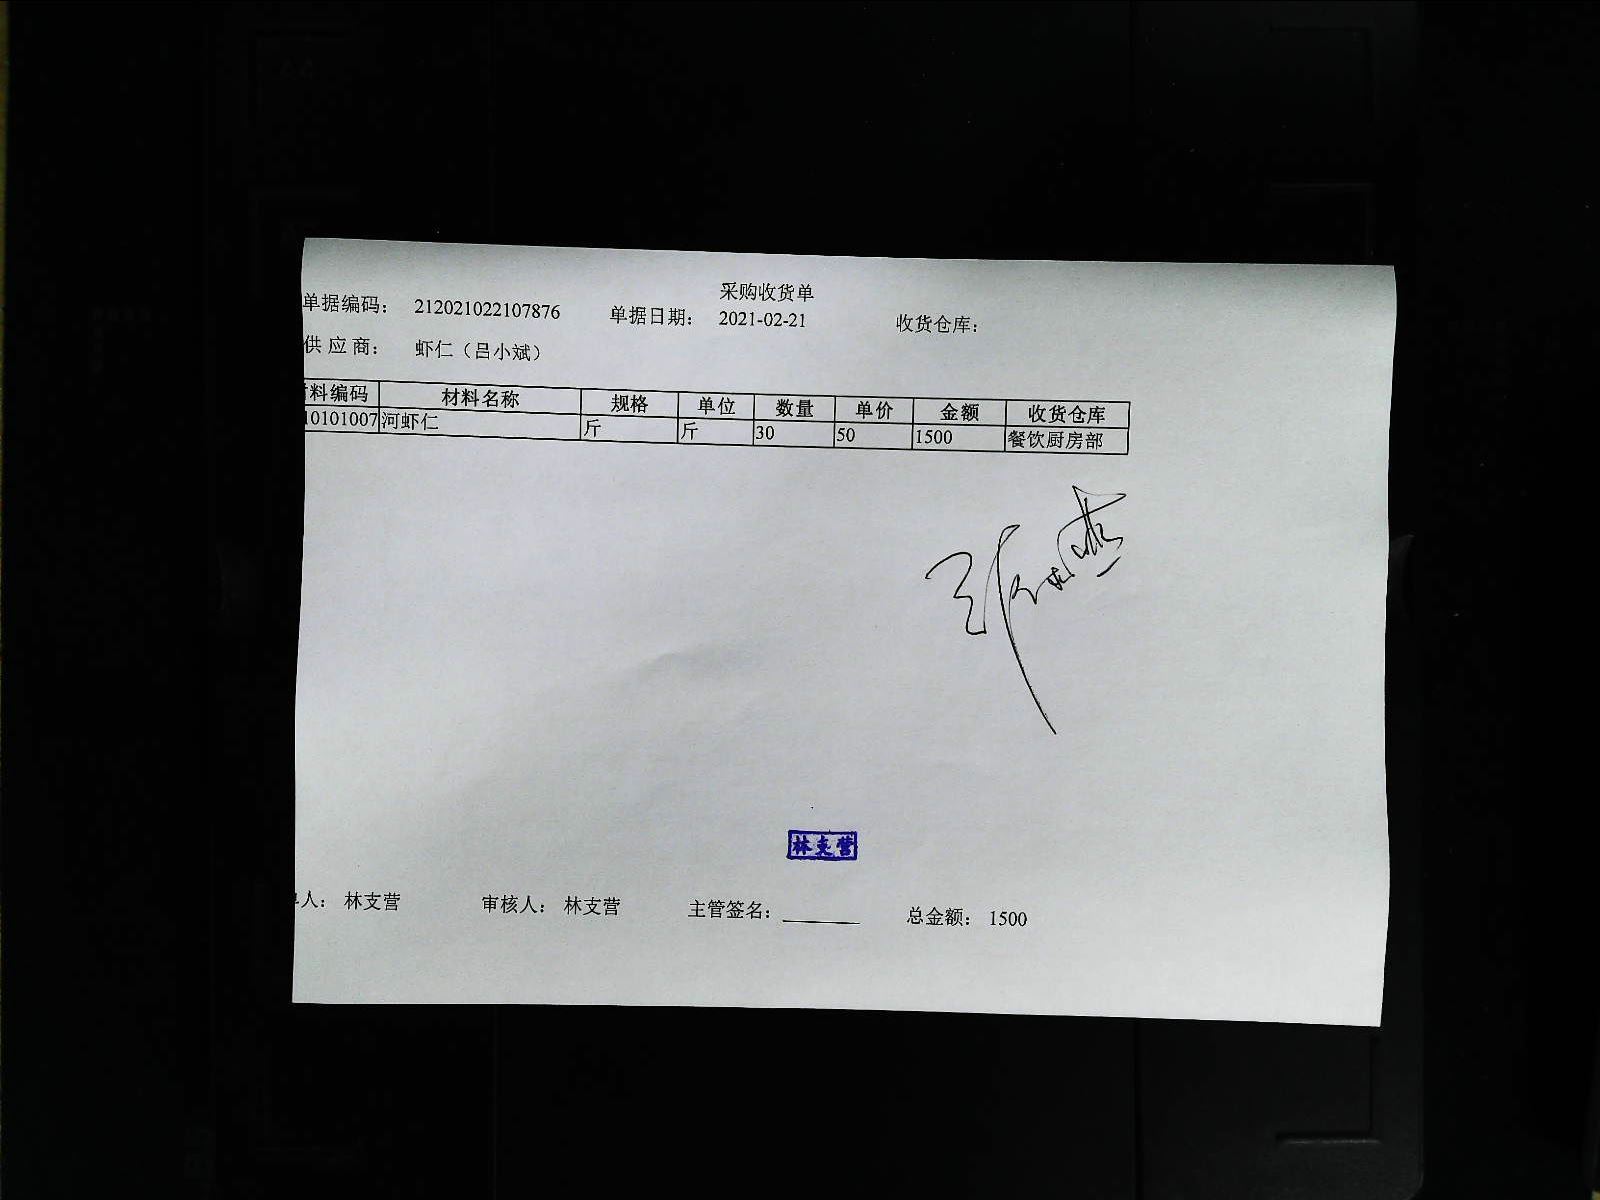 采购收货单
单据编码： 212021022107876 单据日期： 2021-02-21 收货仓库：
供 应 商： 虾仁（吕小斌）
料编码 材料名称 规格 单位 数量 单价 金额 收货仓库
10101007 河虾仁 斤 斤 30 50 1500 餐饮厨房部
林支营
人： 林支营 审核人： 林支营 主管签名： 总金额： 1500